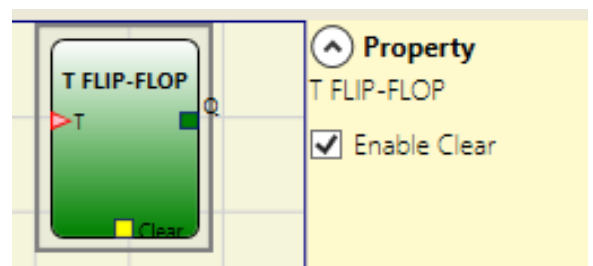 T FLIP-FLOP
T
Q
Clear
Property
T FLIP-FLOP
Enable Clear